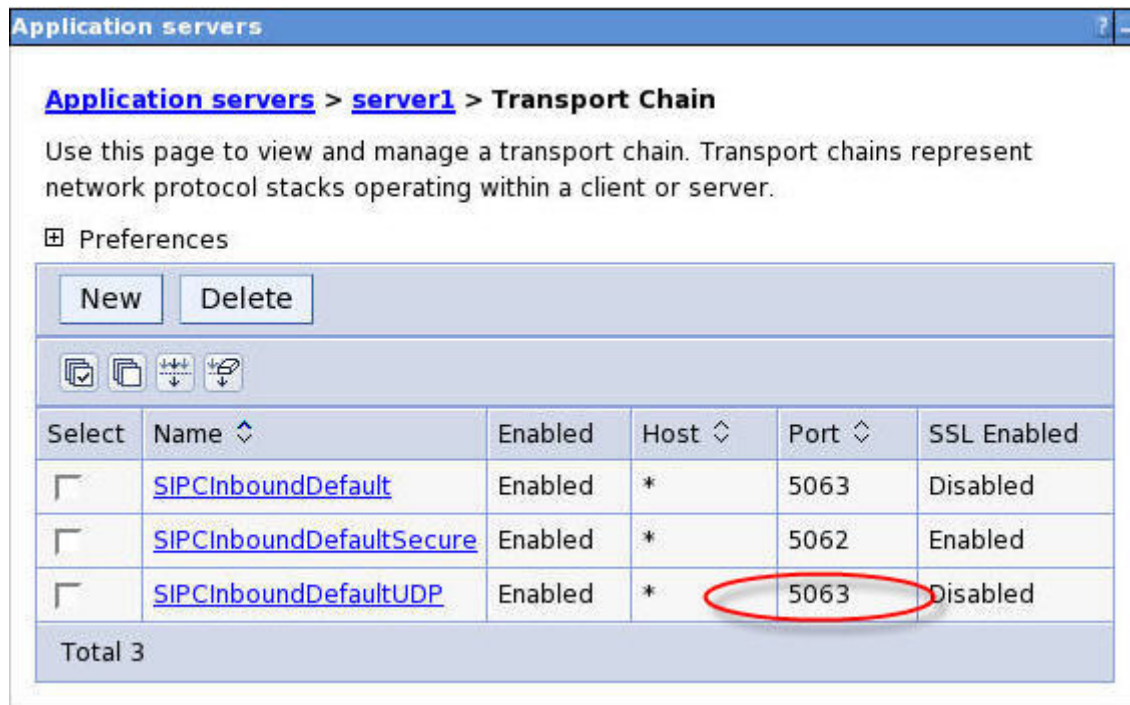 Application servers ?
Application servers > server1 > Transport Chain
Use this page to view and manage a transport chain. Transport chains represent
network protocol stacks operating within a client or server.
Preferences
New Delete
Select Name Enabled Host Port SSL Enabled
SIPCInboundDefault Enabled * 5063 Disabled
SIPCInboundDefaultSecure Enabled * 5062 Enabled
SIPCInboundDefaultUDP Enabled * 5063 Disabled
Total 3